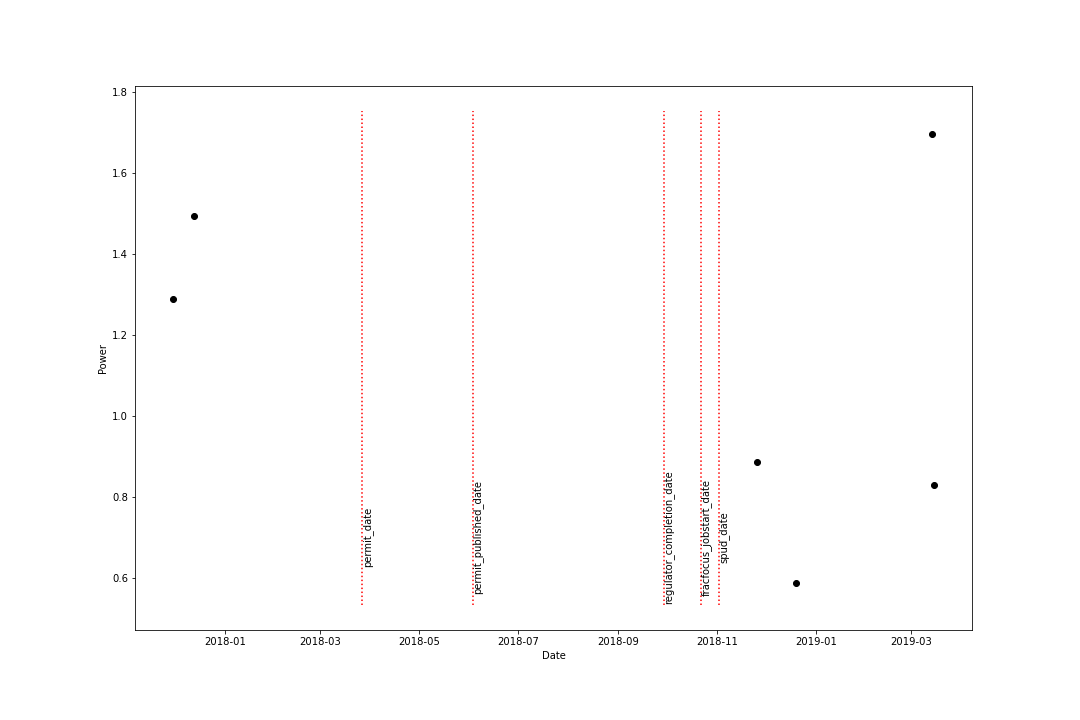 1.8
1.6
1.4
1.2
1.0
0.8
0.6
Power
permit_date
permit_published_date
regulator_completion_date
fracfocus_jobstart_date
spud_date
2018-01
2018-03
2018-05
2018-07
2018-09
2018-11
2019-01
2019-03
Date